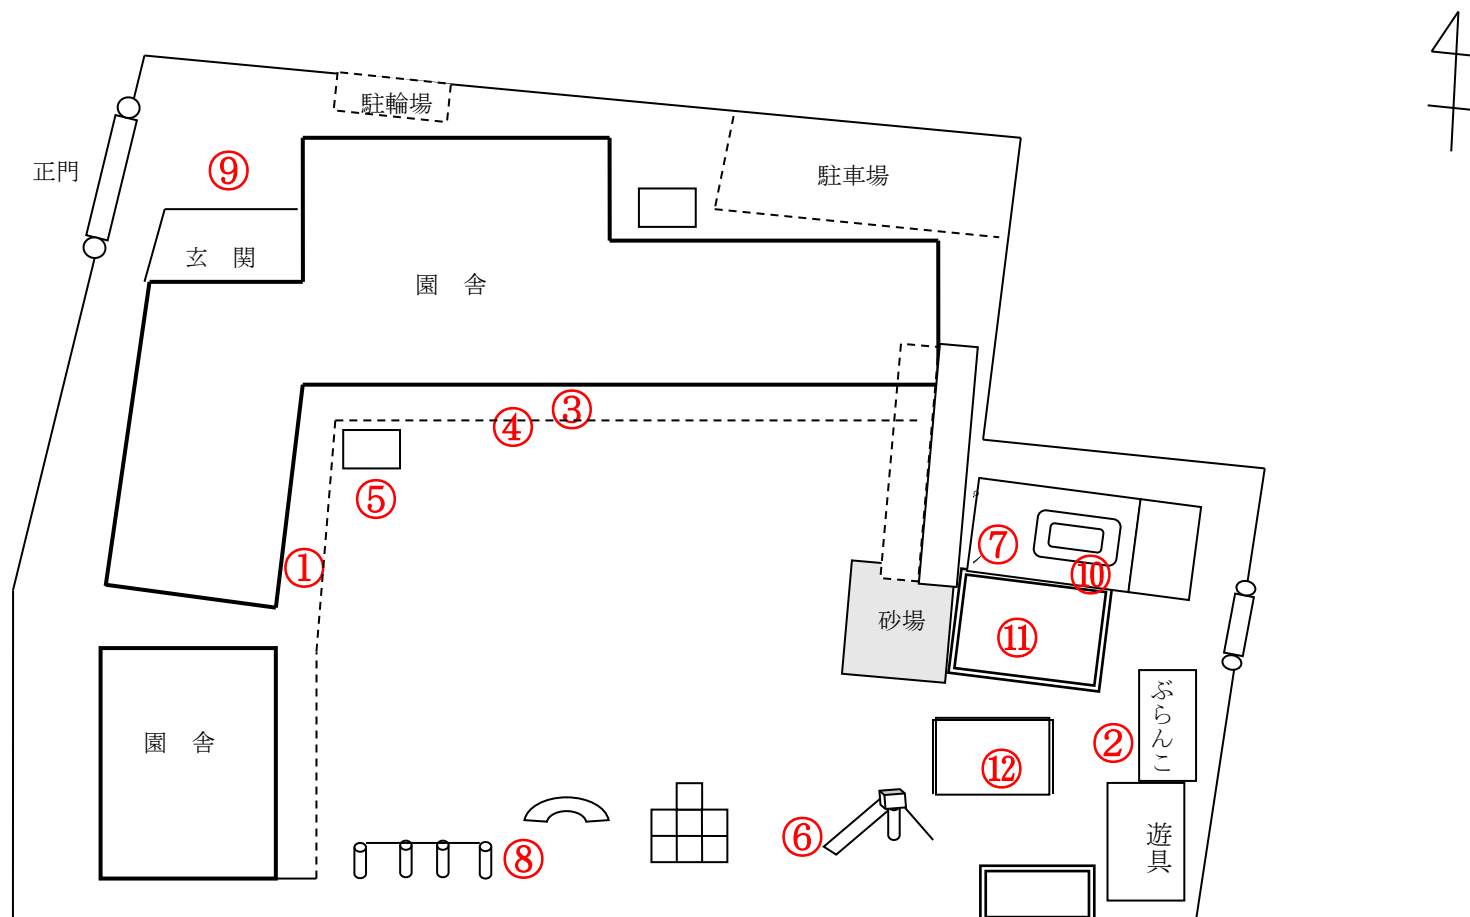 駐輪場
正門
⑨
駐車場
玄　関
園　舎
③
④
⑤
⑦
①
⑩
砂場
⑪
ぶらんこ
園　舎
②
⑫
⑥
遊具
⑧